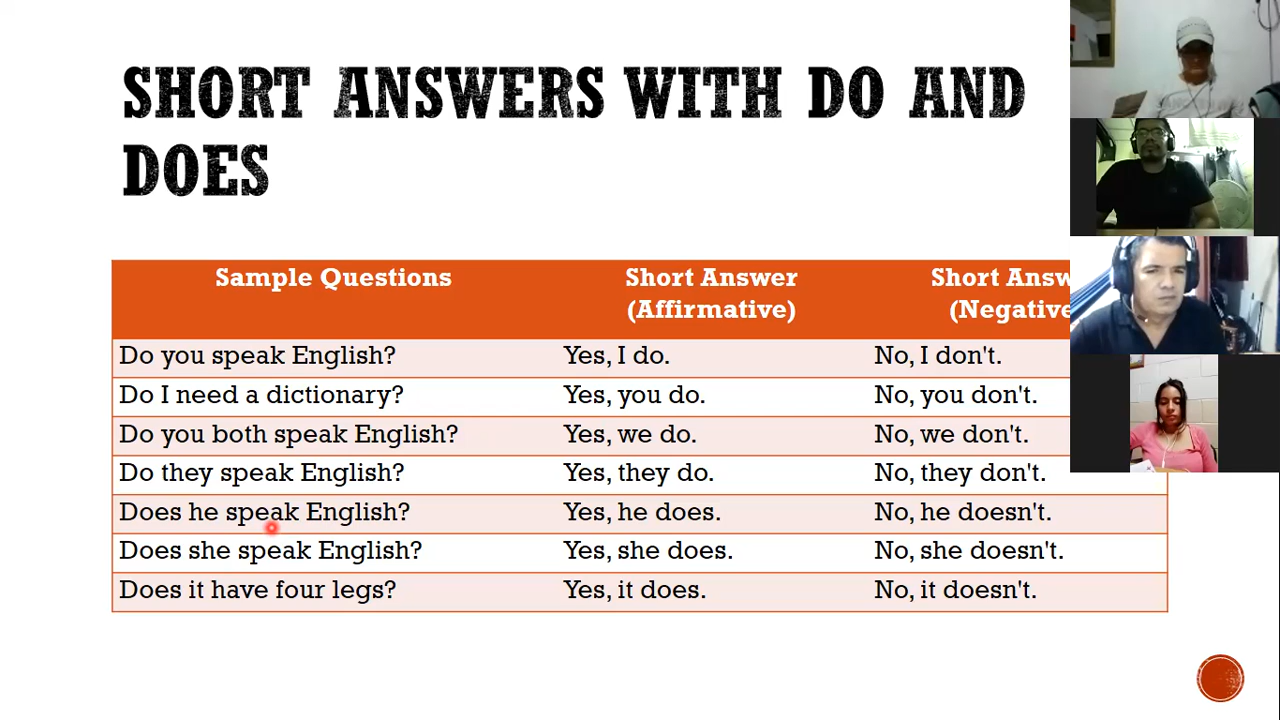 SHORT ANSWERS WITH DO AND
DOES
Sample Questions
Short Answer
(Affirmative)
Short Answ
(Negative
Do you speak English? Yes, I do. No, I don't.
Do I need a dictionary? Yes, you do. No, you don't.
Do you both speak English? Yes, we do. No, we don't.
Do they speak English? Yes, they do. No, they don't.
Does he speak English? Yes, he does. No, he doesn't.
Does she speak English? Yes, she does. No, she doesn't.
Does it have four legs? Yes, it does. No, it doesn't.